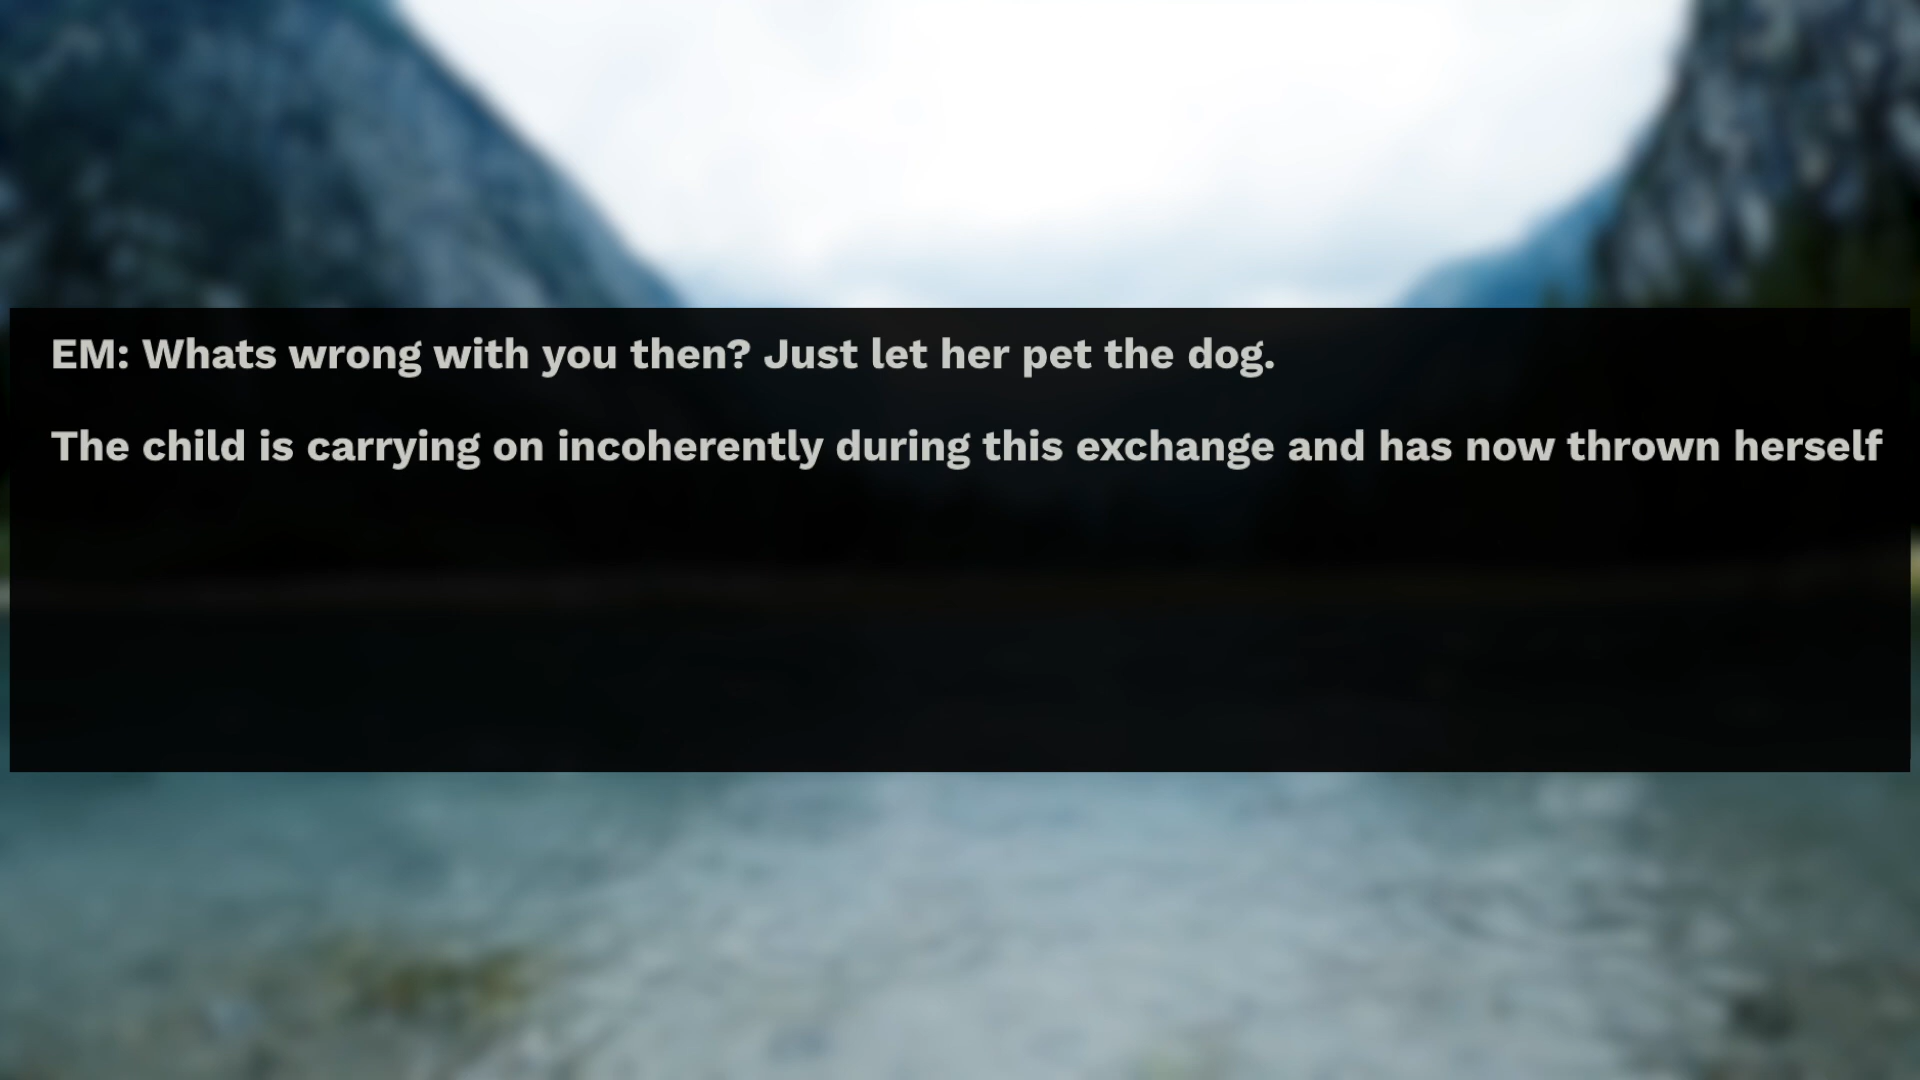 EM: Whats wrong with you then? Just let her pet the dog.
The child is carrying on incoherently during this exchange and has now thrown herself